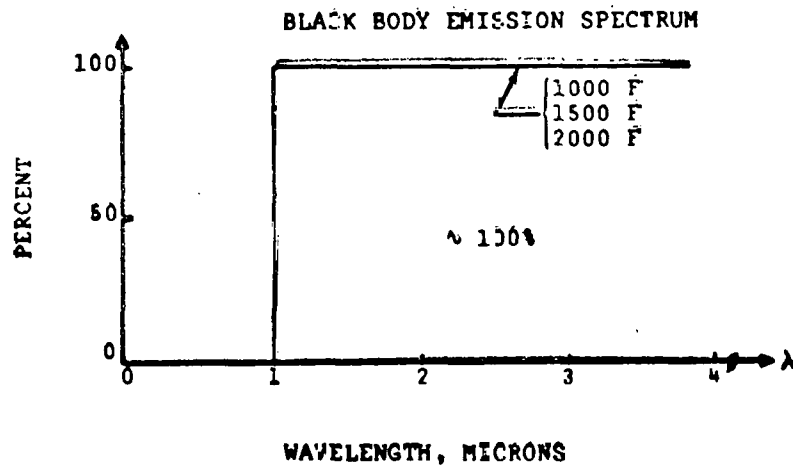 BLACK BODY EMISSION SPECTRUM
100
1000 F
1500 F
2000 F
PERCENT
50
~ 100%
0
0 1 2 3 4 λ
WAVELENGTH, MICRONS